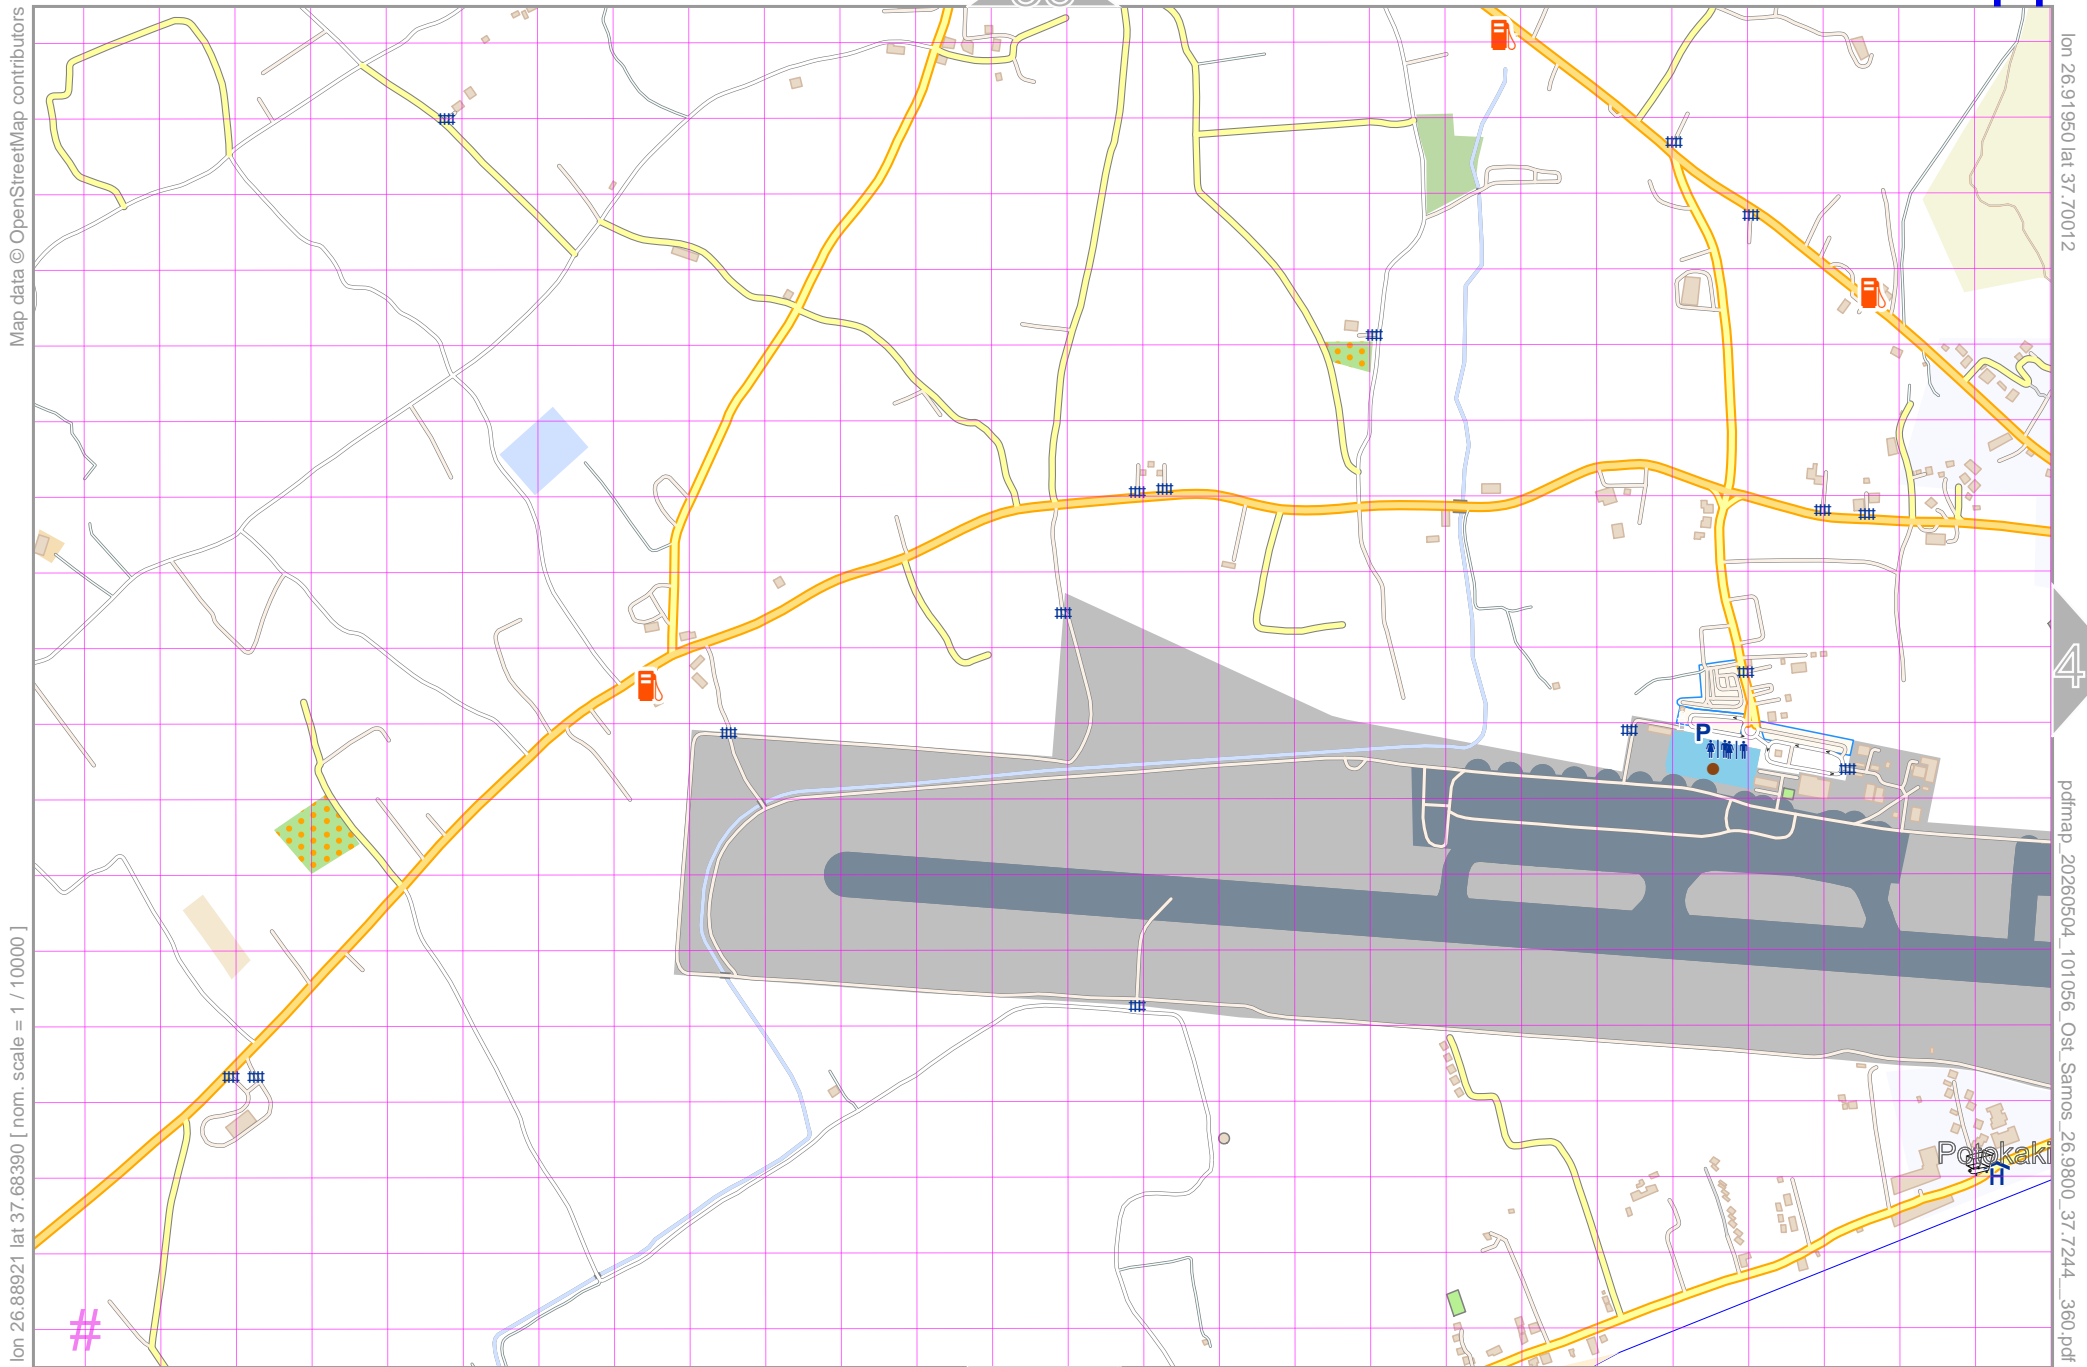 Map data © OpenStreetMap contributors
lon 26.88921 lat 37.68390 [ nom. scale = 1 / 10000 ]
lon 26.91950 lat 37.70012
4
P
Potokaki
H
#
pdfmap_20260504_101056_Ost_Samos_26.9800_37.7244__360.pdf